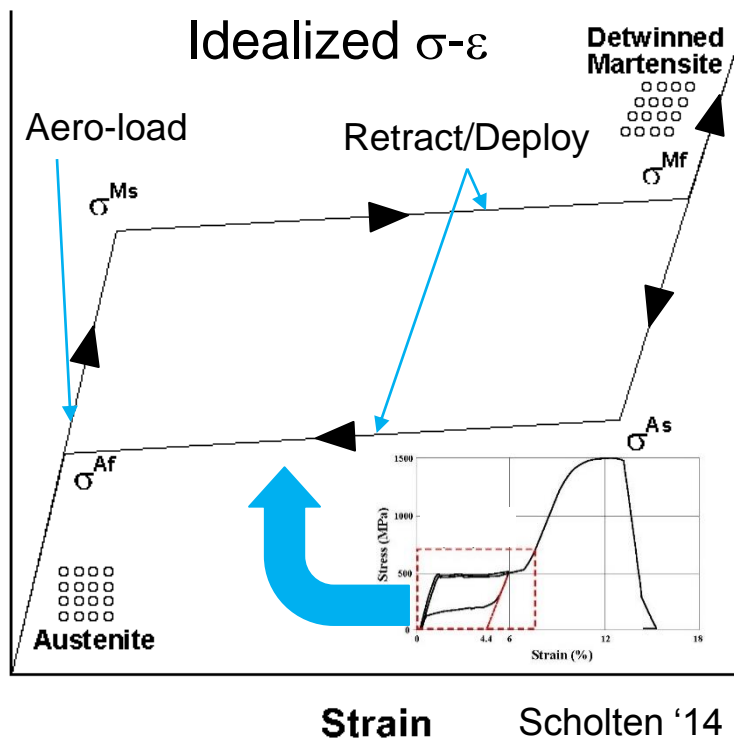 Idealized σ-ε
Detwinned
Martensite
Aero-load
Retract/Deploy
σMs
σMf
σAf
σAs
Austenite
1500
1000
500
0
Stress (MPa)
0
4.4
6
12
18
Strain (%)
Strain
Scholten ‘14